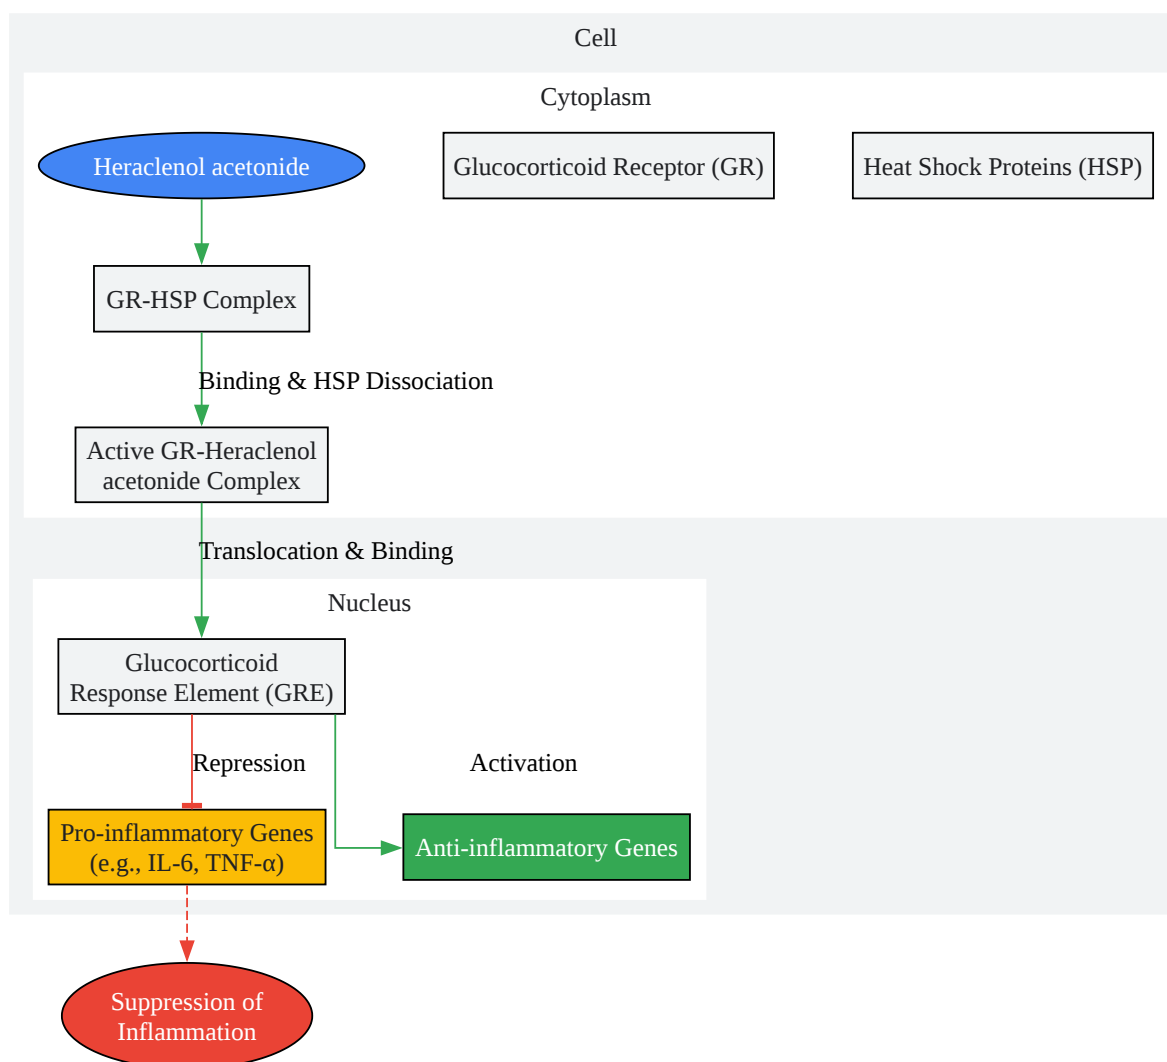 Cell
Cytoplasm
Heraclenol acetonide
Glucocorticoid Receptor (GR)
Heat Shock Proteins (HSP)
GR-HSP Complex
Binding & HSP Dissociation
Active GR-Heraclenol
acetonide Complex
Translocation & Binding
Nucleus
Glucocorticoid
Response Element (GRE)
Repression
Activation
Pro-inflammatory Genes
(e.g., IL-6, TNF-α)
Anti-inflammatory Genes
Suppression of
Inflammation